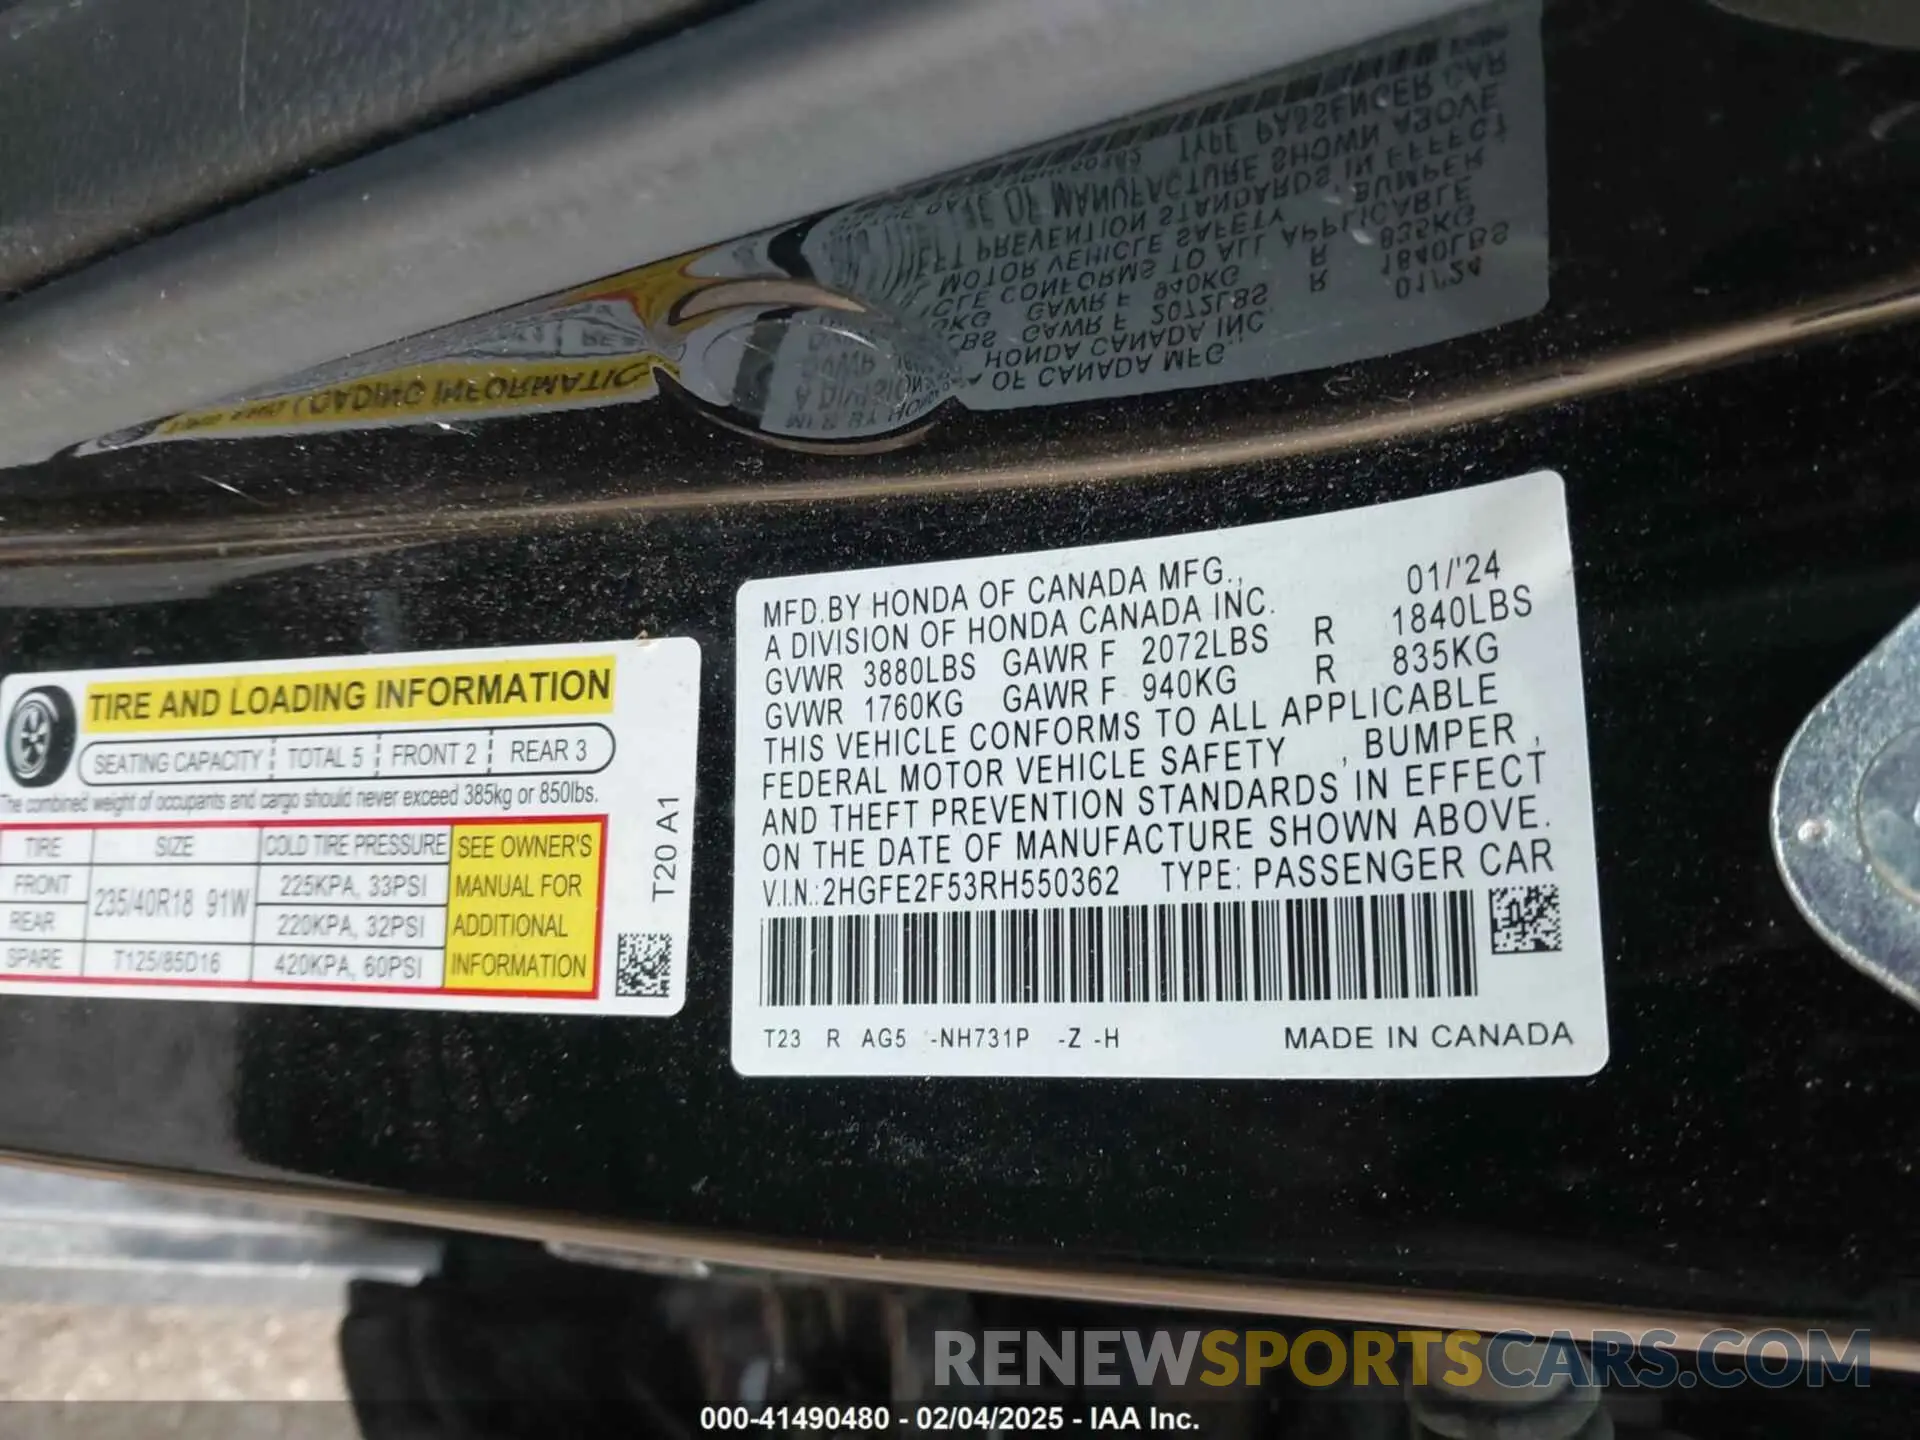 TIRE AND LOADING INFORMATION
SEATING CAPACITY TOTAL 5 FRONT 2 REAR 3
The combined weight of occupants and cargo should never exceed 385kg or 850lbs.
TIRE SIZE COLD TIRE PRESSURE SEE OWNER'S
FRONT 235/40R18 91W 225KPA, 33PSI MANUAL FOR
REAR 220KPA, 32PSI ADDITIONAL
SPARE T125/85D16 420KPA, 60PSI INFORMATION
T20 A1
MFD.BY HONDA OF CANADA MFG., 01/'24
A DIVISION OF HONDA CANADA INC.
GVWR 3880LBS GAWR F 2072LBS R 1840LBS
GVWR 1760KG GAWR F 940KG R 835KG
THIS VEHICLE CONFORMS TO ALL APPLICABLE
FEDERAL MOTOR VEHICLE SAFETY , BUMPER ,
AND THEFT PREVENTION STANDARDS IN EFFECT
ON THE DATE OF MANUFACTURE SHOWN ABOVE.
V.I.N.: 2HGFE2F53RH550362 TYPE: PASSENGER CAR
T23 R AG5 -NH731P -Z -H MADE IN CANADA
RENEWSPORTSCARS.COM
000-41490480 - 02/04/2025 - IAA Inc.